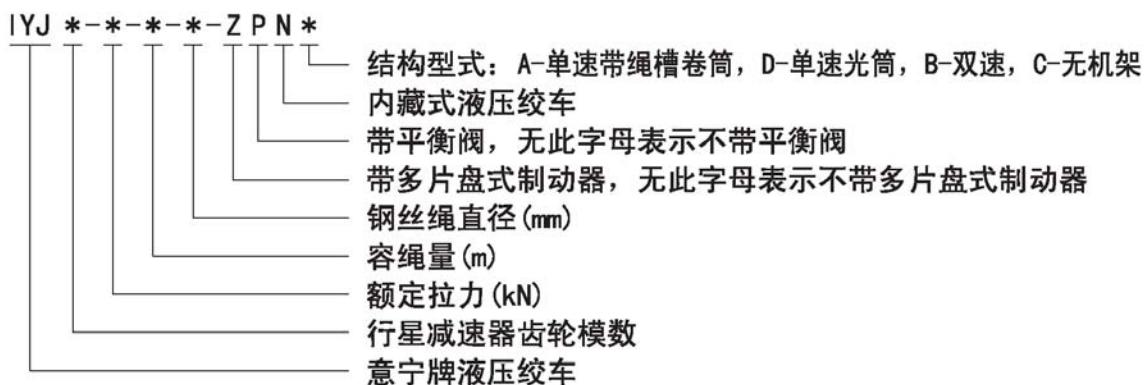 IYJ *-*-*-*-ZPN*
结构型式：A-单速带绳槽卷筒，D-单速光筒，B-双速，C-无机架
内藏式液压绞车
带平衡阀，无此字母表示不带平衡阀
带多片盘式制动器，无此字母表示不带多片盘式制动器
钢丝绳直径(mm)
容绳量(m)
额定拉力(kN)
行星减速器齿轮模数
意宁牌液压绞车